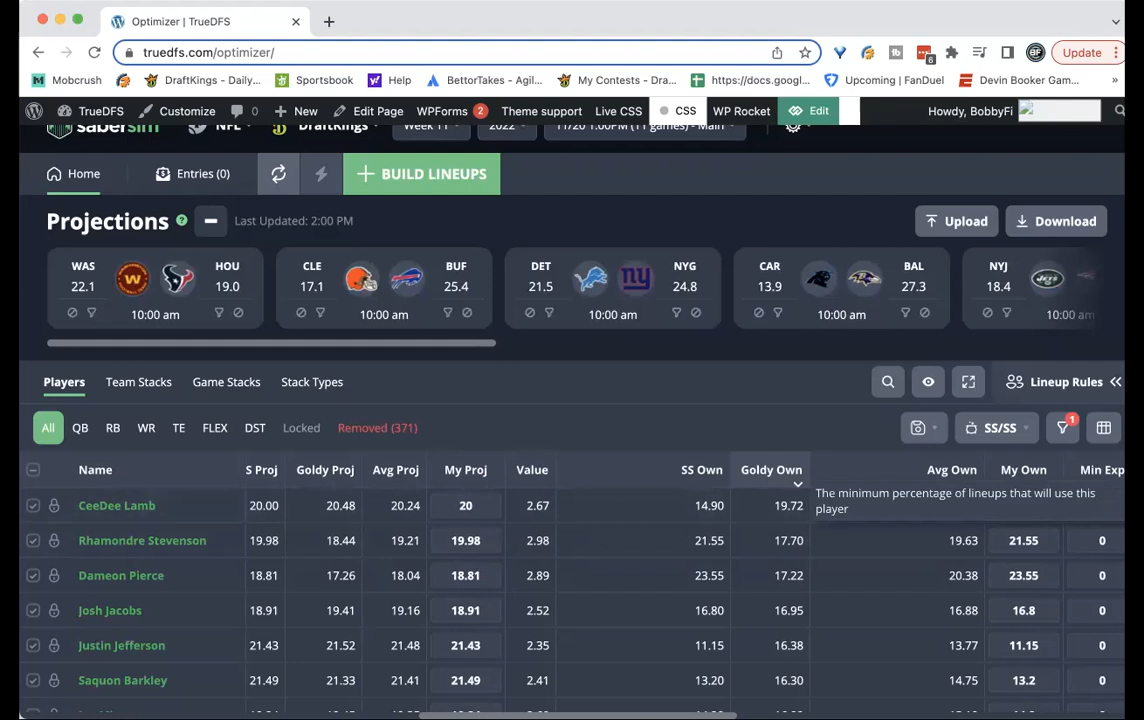 Optimizer | TrueDFS
truedfs.com/optimizer/
6
Update
Mobcrush
DraftKings - Daily...
Sportsbook
Help
BettorTakes - Agil...
My Contests - Dra...
https://docs.googl...
Upcoming | FanDuel
Devin Booker Gam...
»
TrueDFS Customize 0 New Edit Page WPForms 2 Theme support Live CSS CSS WP Rocket Edit Howdy, BobbyFi
sabersim NFL DraftKings Week 11 2022 11/20 1:00PM (11 games) - Main
Home Entries (0) + BUILD LINEUPS
Projections Last Updated: 2:00 PM Upload Download
WAS HOU CLE BUF DET NYG CAR BAL NYJ
22.1 19.0 17.1 25.4 21.5 24.8 13.9 27.3 18.4
10:00 am 10:00 am 10:00 am 10:00 am 10:00 am
Players Team Stacks Game Stacks Stack Types Lineup Rules
All QB RB WR TE FLEX DST Locked Removed (371) SS/SS 1
Name S Proj Goldy Proj Avg Proj My Proj Value SS Own Goldy Own Avg Own My Own Min Exp
CeeDee Lamb 20.00 20.48 20.24 20 2.67 14.90 19.72
The minimum percentage of lineups that will use this
player
Rhamondre Stevenson 19.98 18.44 19.21 19.98 2.98 21.55 17.70 19.63 21.55 0
Dameon Pierce 18.81 17.26 18.04 18.81 2.89 23.55 17.22 20.38 23.55 0
Josh Jacobs 18.91 19.41 19.16 18.91 2.52 16.80 16.95 16.88 16.8 0
Justin Jefferson 21.43 21.52 21.48 21.43 2.35 11.15 16.38 13.77 11.15 0
Saquon Barkley 21.49 21.33 21.41 21.49 2.41 13.20 16.30 14.75 13.2 0